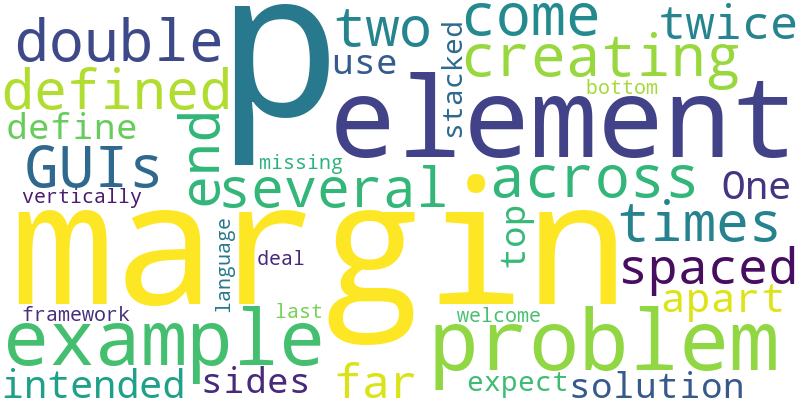 p
come
twice
double
two
creating
use
stacked
bottom
defined
element
define
end
GUIs
missing
several
across
One
vertically
margin
times
top
language
deal
spaced
apart
framework
last
welcome
example
problem
intended
sides
far
expect
solution